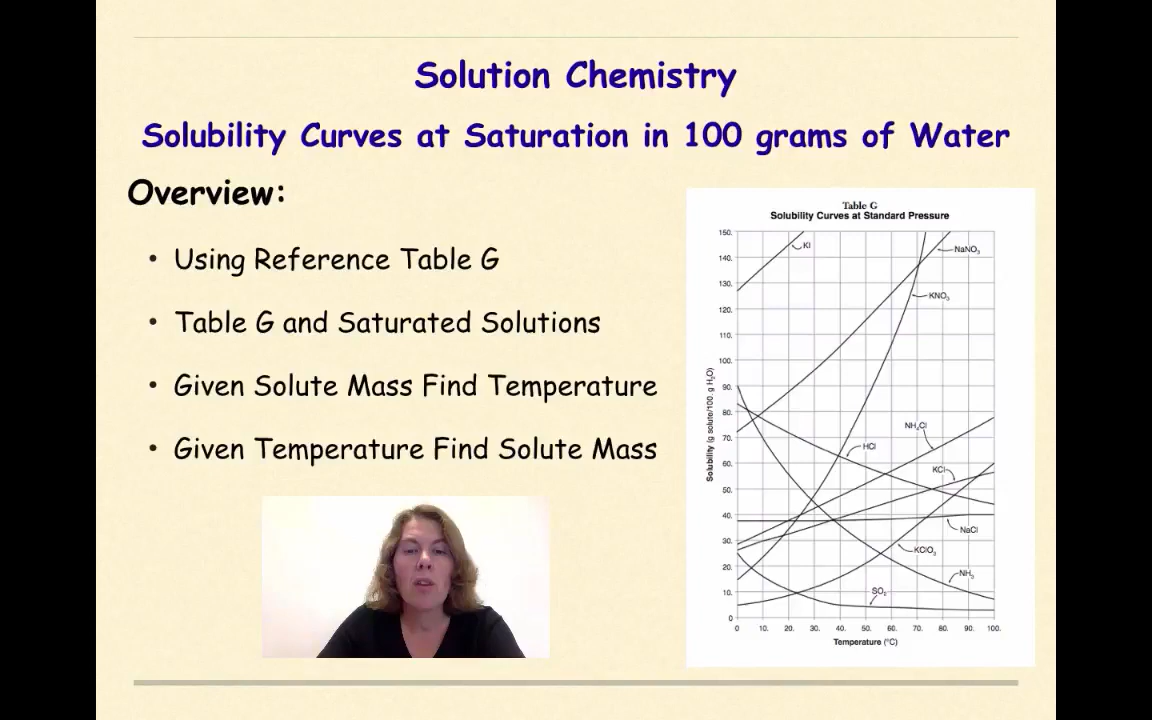 Solution Chemistry
Solubility Curves at Saturation in 100 grams of Water
Overview:
• Using Reference Table G
• Table G and Saturated Solutions
• Given Solute Mass Find Temperature
• Given Temperature Find Solute Mass
Table G
Solubility Curves at Standard Pressure
150.
140.
130.
120.
110.
100.
90.
80.
70.
60.
50.
40.
30.
20.
10.
0
Solubility (g solute/100. g H₂O)
KI
NaNO₃
KNO₃
NH₄Cl
HCl
KCl
NaCl
KClO₃
NH₃
SO₂
0 10. 20. 30. 40. 50. 60. 70. 80. 90. 100.
Temperature (°C)